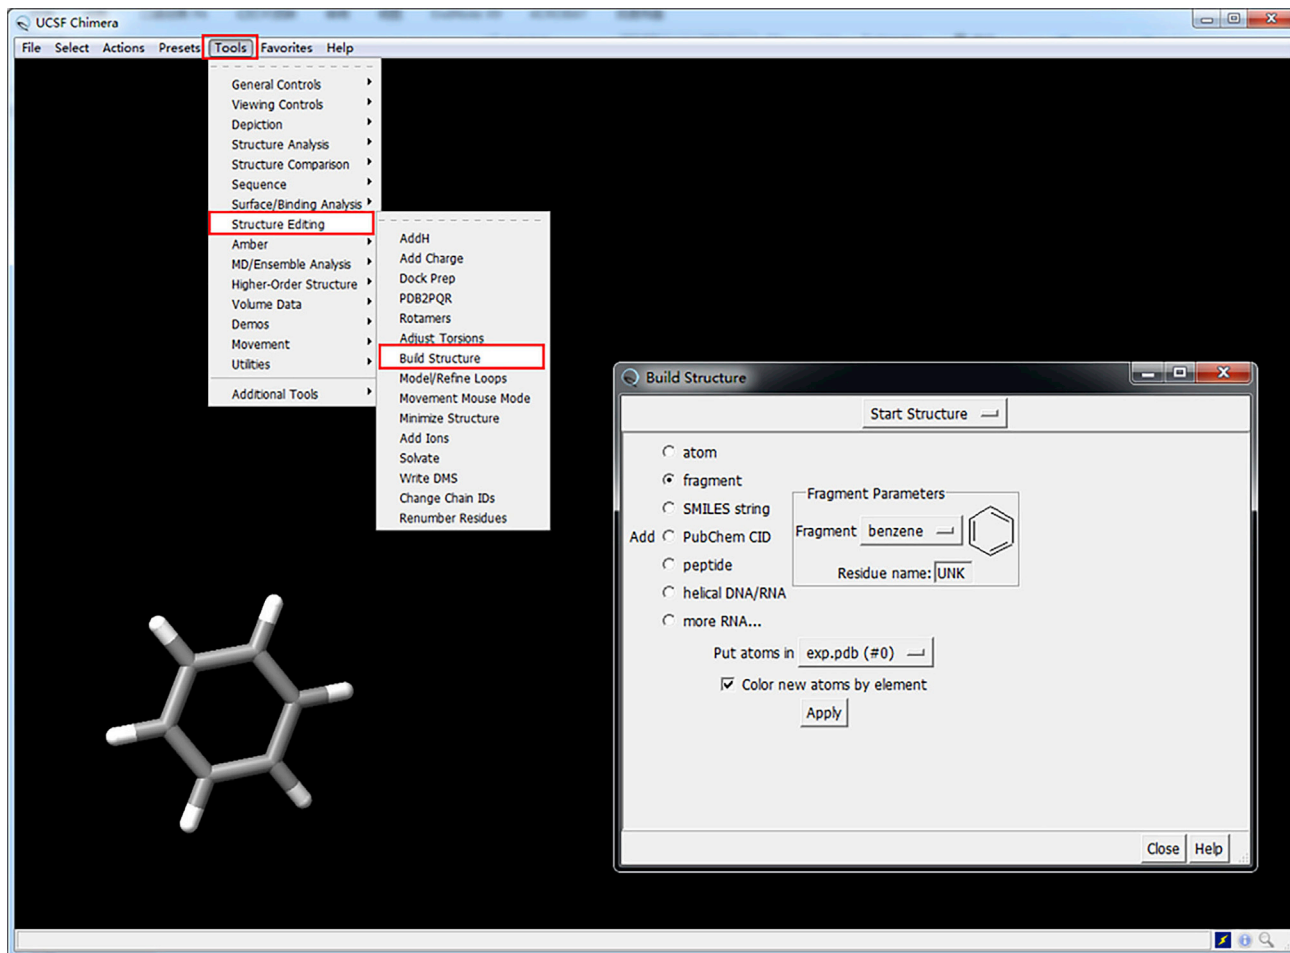 UCSF Chimera
File Select Actions Presets Tools Favorites Help
General Controls
Viewing Controls
Depiction
Structure Analysis
Structure Comparison
Sequence
Surface/Binding Analysis
Structure Editing
Amber
MD/Ensemble Analysis
Higher-Order Structure
Volume Data
Demos
Movement
Utilities
Additional Tools
AddH
Add Charge
Dock Prep
PDB2PQR
Rotamers
Adjust Torsions
Build Structure
Model/Refine Loops
Movement Mouse Mode
Minimize Structure
Add Ions
Solvate
Write DMS
Change Chain IDs
Renumber Residues
Build Structure
Start Structure
atom
fragment
SMILES string
Add PubChem CID
peptide
helical DNA/RNA
more RNA...
Fragment Parameters
Fragment benzene
Residue name: UNK
Put atoms in exp.pdb (#0)
Color new atoms by element
Apply
Close Help